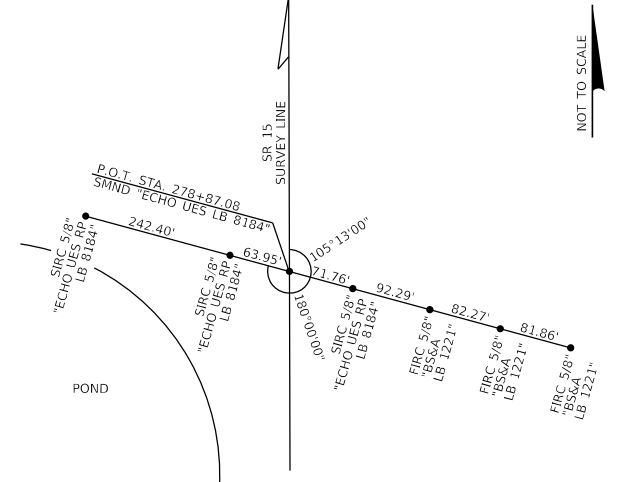 NOT TO SCALE
SR 15
SURVEY LINE
P.O.T. STA. 278+87.08
SMND "ECHO UES LB 8184"
105°13'00"
180°00'00"
242.40'
63.95'
71.76'
92.29'
82.27'
81.86'
SIRC 5/8"
"ECHO UES RP
LB 8184"
SIRC 5/8"
"ECHO UES RP
LB 8184"
SIRC 5/8"
"ECHO UES RP
LB 8184"
FIRC 5/8"
"BS&A
LB 1221"
FIRC 5/8"
"BS&A
LB 1221"
FIRC 5/8"
"BS&A
LB 1221"
POND